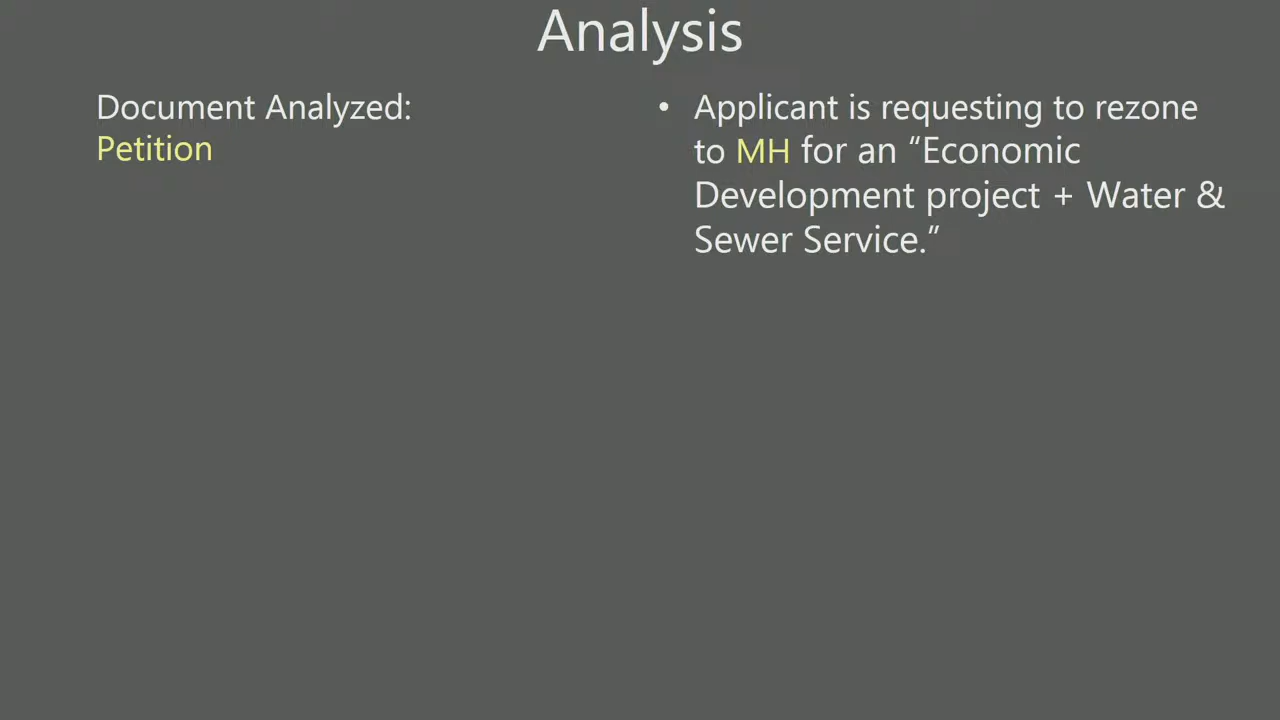 Analysis
Document Analyzed:
Petition
• Applicant is requesting to rezone
to MH for an “Economic
Development project + Water &
Sewer Service.”